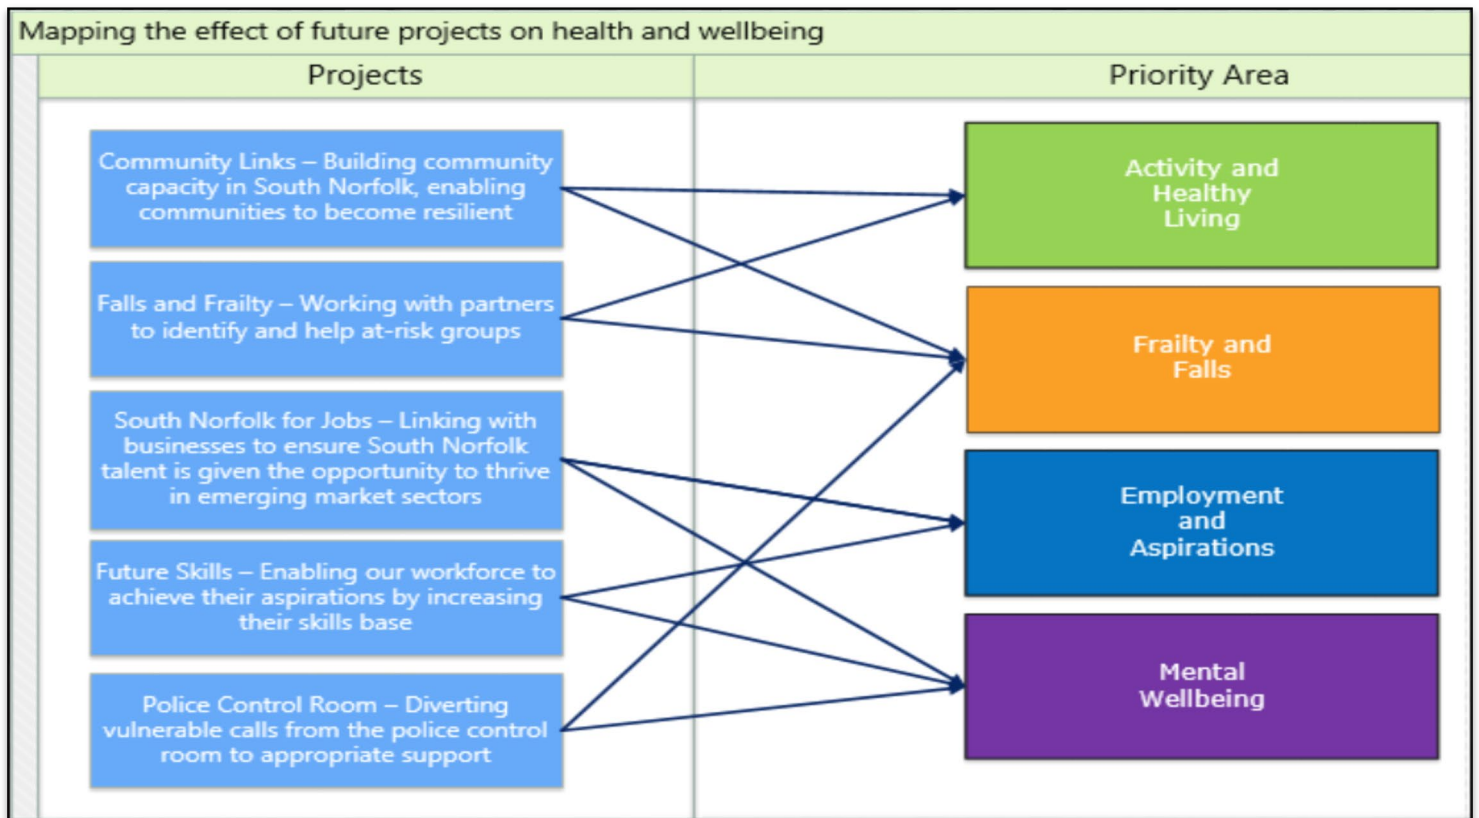 Mapping the effect of future projects on health and wellbeing
Projects
Priority Area
Community Links – Building community
capacity in South Norfolk, enabling
communities to become resilient
Falls and Frailty – Working with partners
to identify and help at-risk groups
South Norfolk for Jobs – Linking with
businesses to ensure South Norfolk
talent is given the opportunity to thrive
in emerging market sectors
Future Skills – Enabling our workforce to
achieve their aspirations by increasing
their skills base
Police Control Room – Diverting
vulnerable calls from the police control
room to appropriate support
Activity and
Healthy
Living
Frailty and
Falls
Employment
and
Aspirations
Mental
Wellbeing